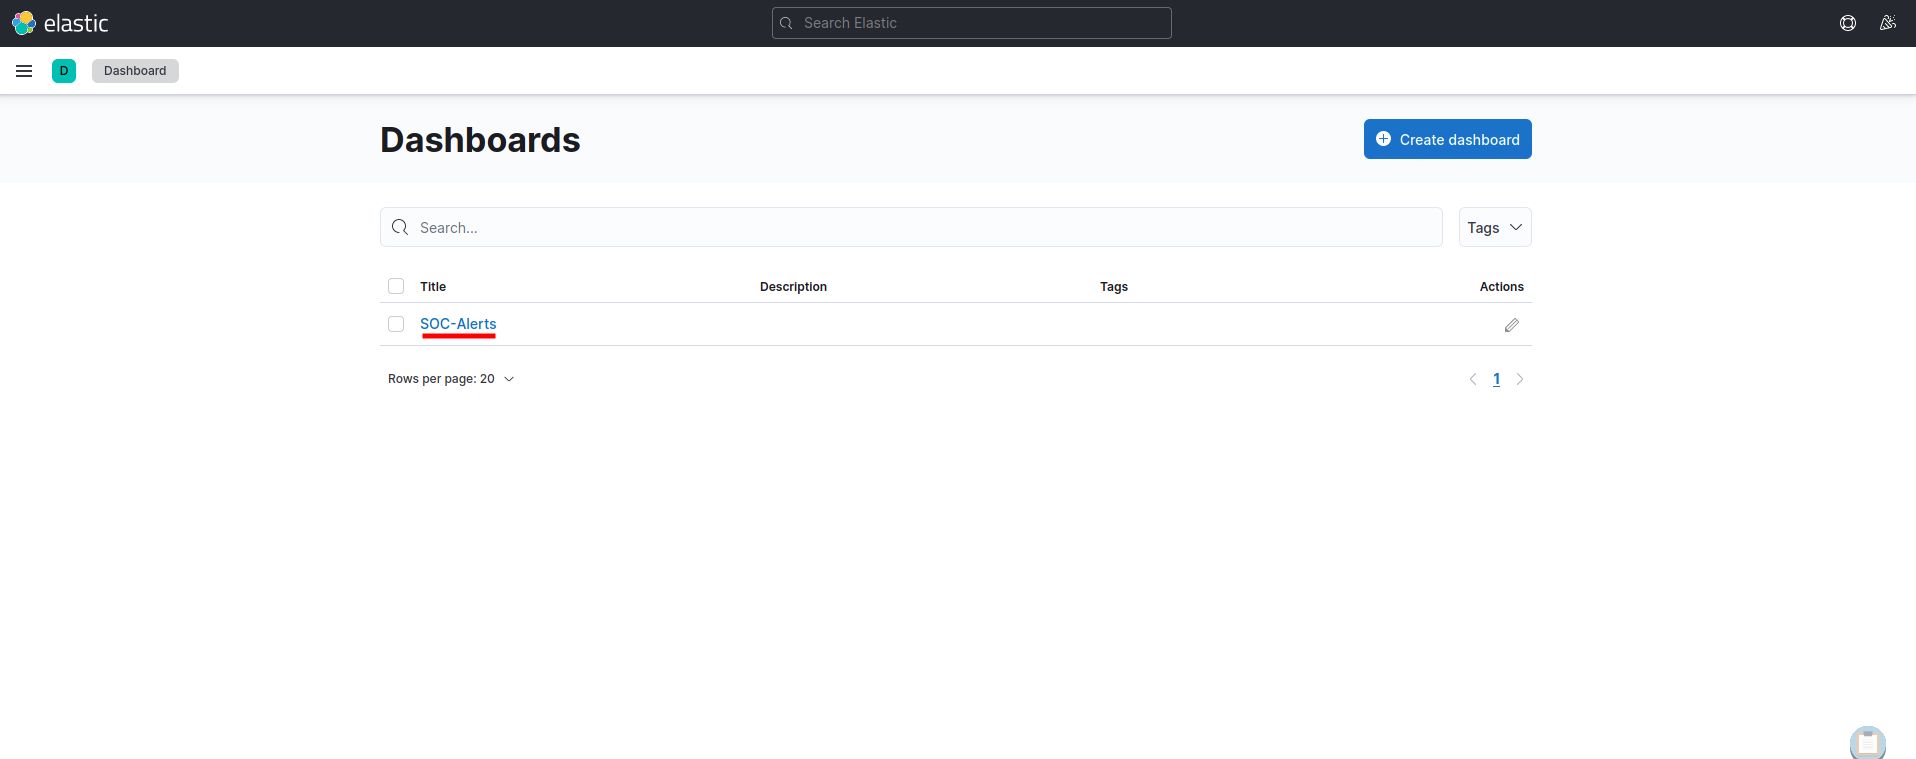 elastic
Search Elastic
D
Dashboard
Dashboards
Create dashboard
Search...
Tags
Title Description Tags Actions
SOC-Alerts
Rows per page: 20
1